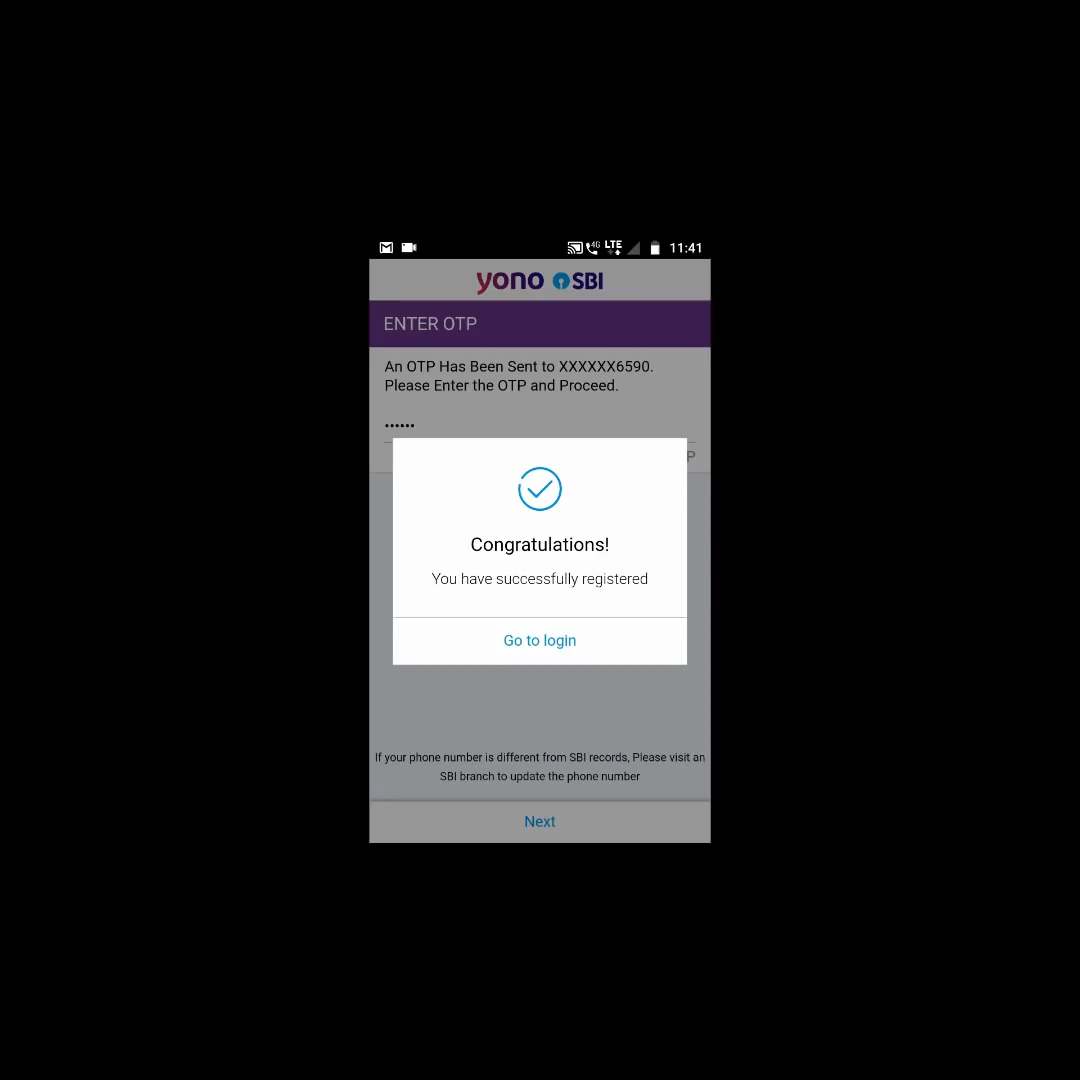 4G LTE 11:41
yono SBI
ENTER OTP
An OTP Has Been Sent to XXXXXX6590.
Please Enter the OTP and Proceed.
••••••
P
Congratulations!
You have successfully registered
Go to login
If your phone number is different from SBI records, Please visit an
SBI branch to update the phone number
Next